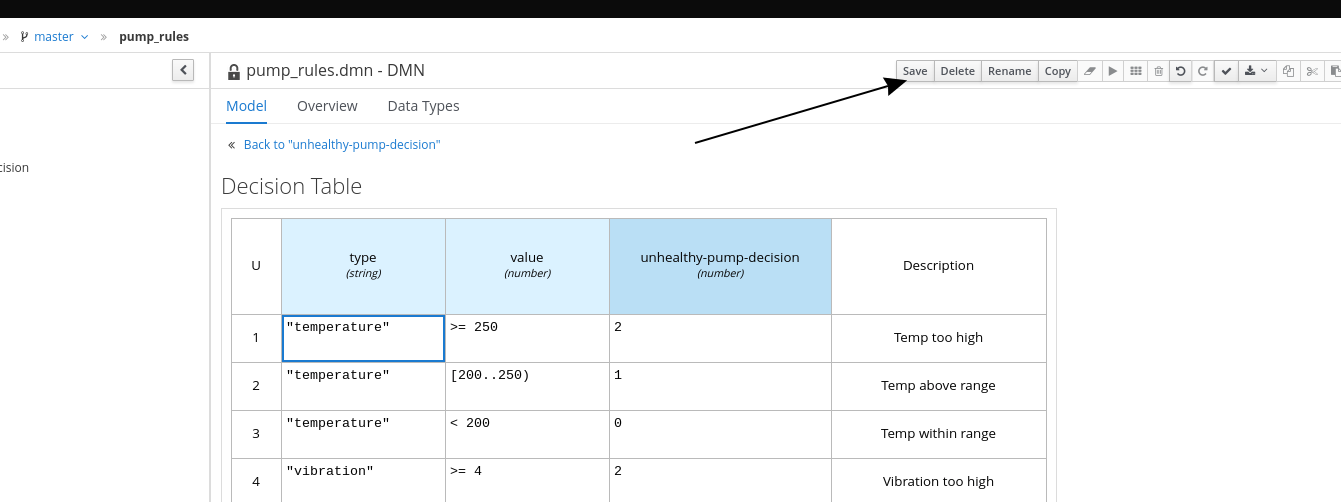 » master » pump_rules
pump_rules.dmn - DMN
Save Delete Rename Copy
Model Overview Data Types
« Back to "unhealthy-pump-decision"
cision
Decision Table
U type (string) value (number) unhealthy-pump-decision (number) Description
1 "temperature" >= 250 2 Temp too high
2 "temperature" [200..250) 1 Temp above range
3 "temperature" < 200 0 Temp within range
4 "vibration" >= 4 2 Vibration too high